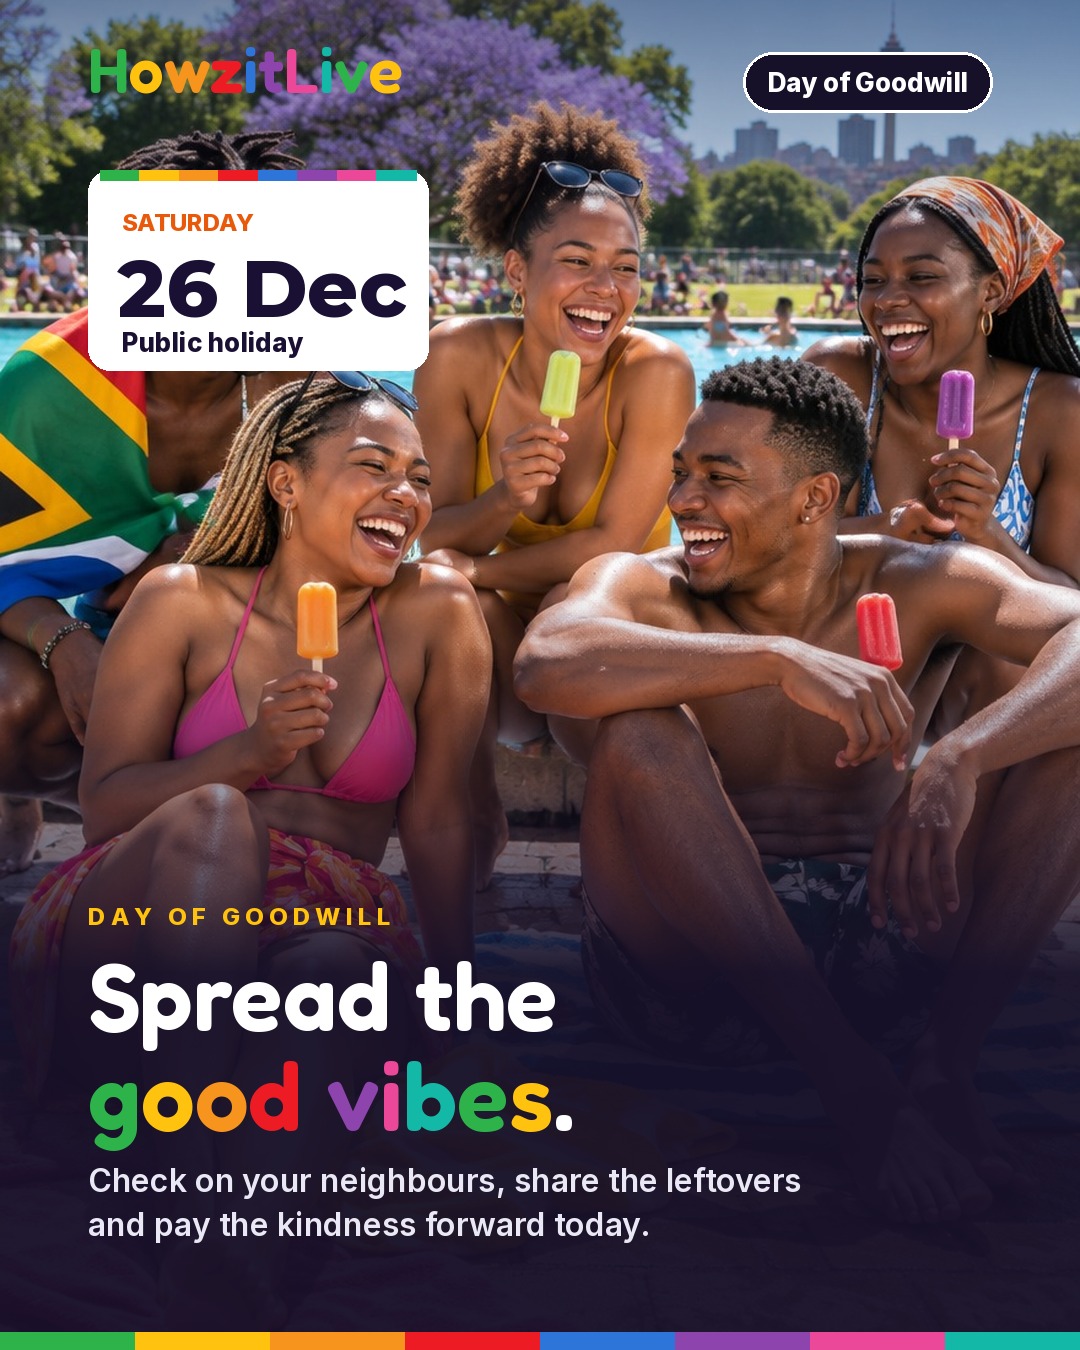 HowzitLive
Day of Goodwill
SATURDAY
26 Dec
Public holiday
DAY OF GOODWILL
Spread the
good vibes.
Check on your neighbours, share the leftovers
and pay the kindness forward today.